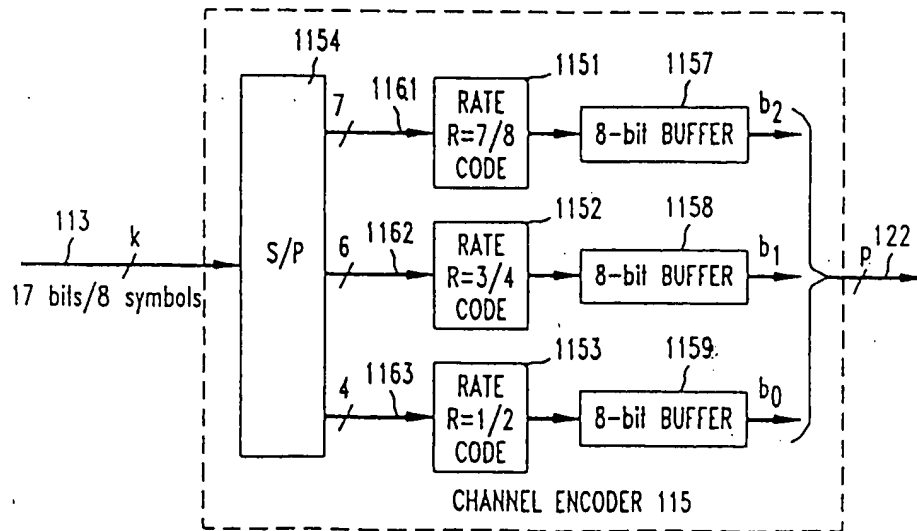 1154
1161
1151
1157
7
RATE
R=7/8
CODE
8-bit BUFFER
b2
113
k
17 bits/8 symbols
S/P
6
1162
1152
RATE
R=3/4
CODE
1158
8-bit BUFFER
b1
p
122
4
1163
1153
RATE
R=1/2
CODE
1159
8-bit BUFFER
b0
CHANNEL ENCODER 115